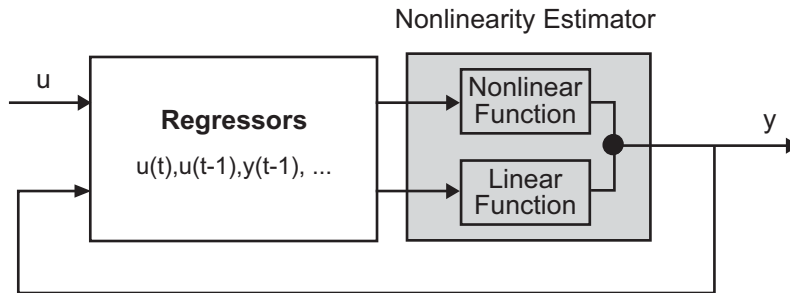 Nonlinearity Estimator
u
Regressors
u(t),u(t-1),y(t-1), ...
Nonlinear
Function
Linear
Function
y